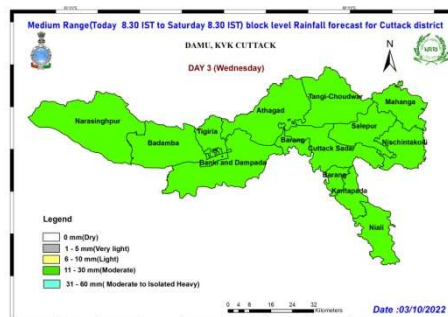 Medium Range(Today 8.30 IST to Saturday 8.30 IST) block level Rainfall forecast for Cuttack district
DAMU, KVK CUTTACK
DAY 3 (Wednesday)
N
NRRI
Tangi-Choudwar
Mahanga
Athagad
Narasinghpur
Tigiria
Salepur
Badamba
Barang
Nischintakoili
Cuttack Sadar
Banki and Dampada
Barang
Kantapada
Niali
Legend
0 mm(Dry)
1 - 5 mm(Very light)
6 - 10 mm(Light)
11 - 30 mm(Moderate)
31 - 60 mm( Moderate to Isolated Heavy)
0 4 8 16 24 32
Kilometers
Date :03/10/2022